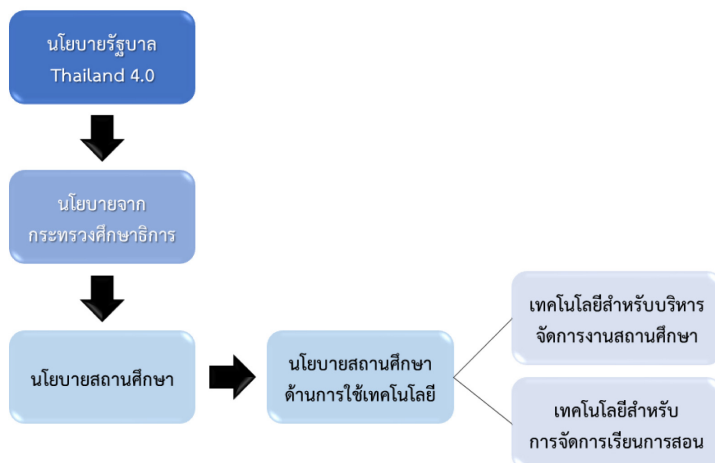 นโยบายรัฐบาล
Thailand 4.0
นโยบายจาก
กระทรวงศึกษาธิการ
นโยบายสถานศึกษา
นโยบายสถานศึกษา
ด้านการใช้เทคโนโลยี
เทคโนโลยีสำหรับบริหาร
จัดการงานสถานศึกษา
เทคโนโลยีสำหรับ
การจัดการเรียนการสอน